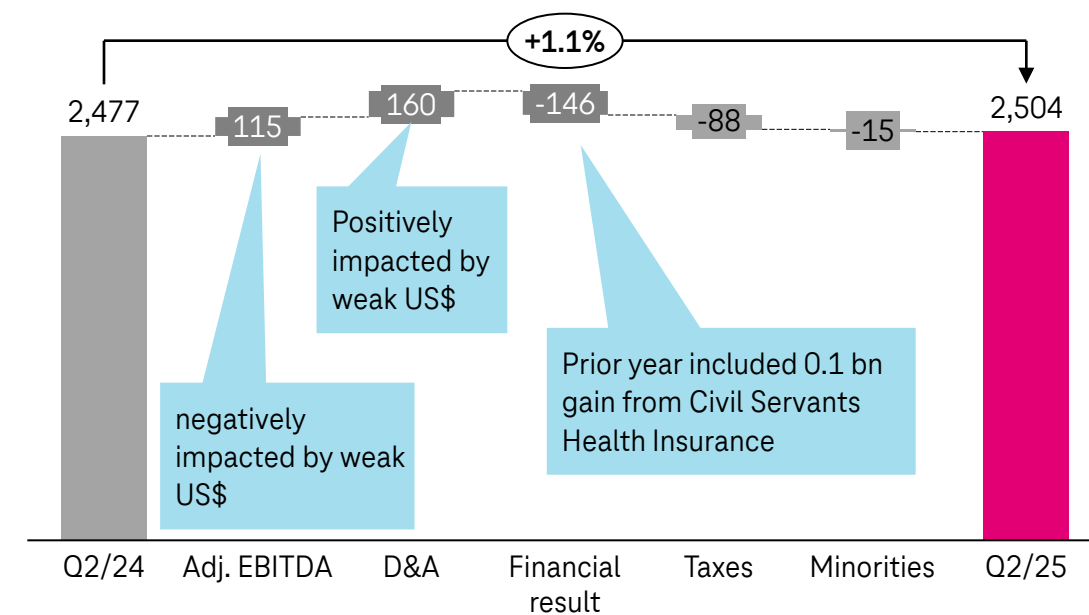 +1.1%
2,477
115
160
-146
-88
-15
2,504
Positively
impacted by
weak US$
Prior year included 0.1 bn
gain from Civil Servants
Health Insurance
negatively
impacted by weak
US$
Q2/24
Adj. EBITDA
D&A
Financial
result
Taxes
Minorities
Q2/25